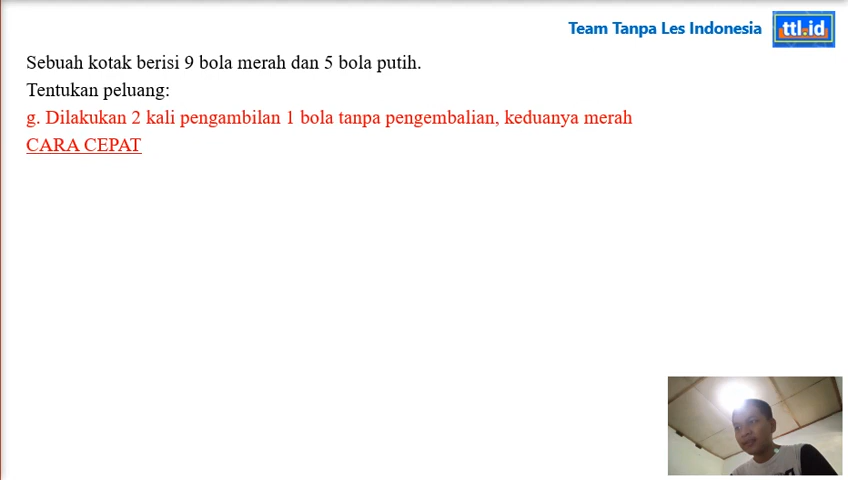 Team Tanpa Les Indonesia
ttl.id
Sebuah kotak berisi 9 bola merah dan 5 bola putih.
Tentukan peluang:
g. Dilakukan 2 kali pengambilan 1 bola tanpa pengembalian, keduanya merah
CARA CEPAT